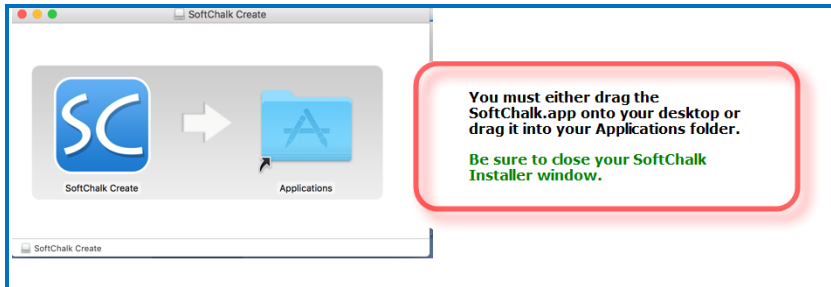 SoftChalk Create
SC
SoftChalk Create
Applications
SoftChalk Create
You must either drag the
SoftChalk.app onto your desktop or
drag it into your Applications folder.
Be sure to close your SoftChalk
Installer window.